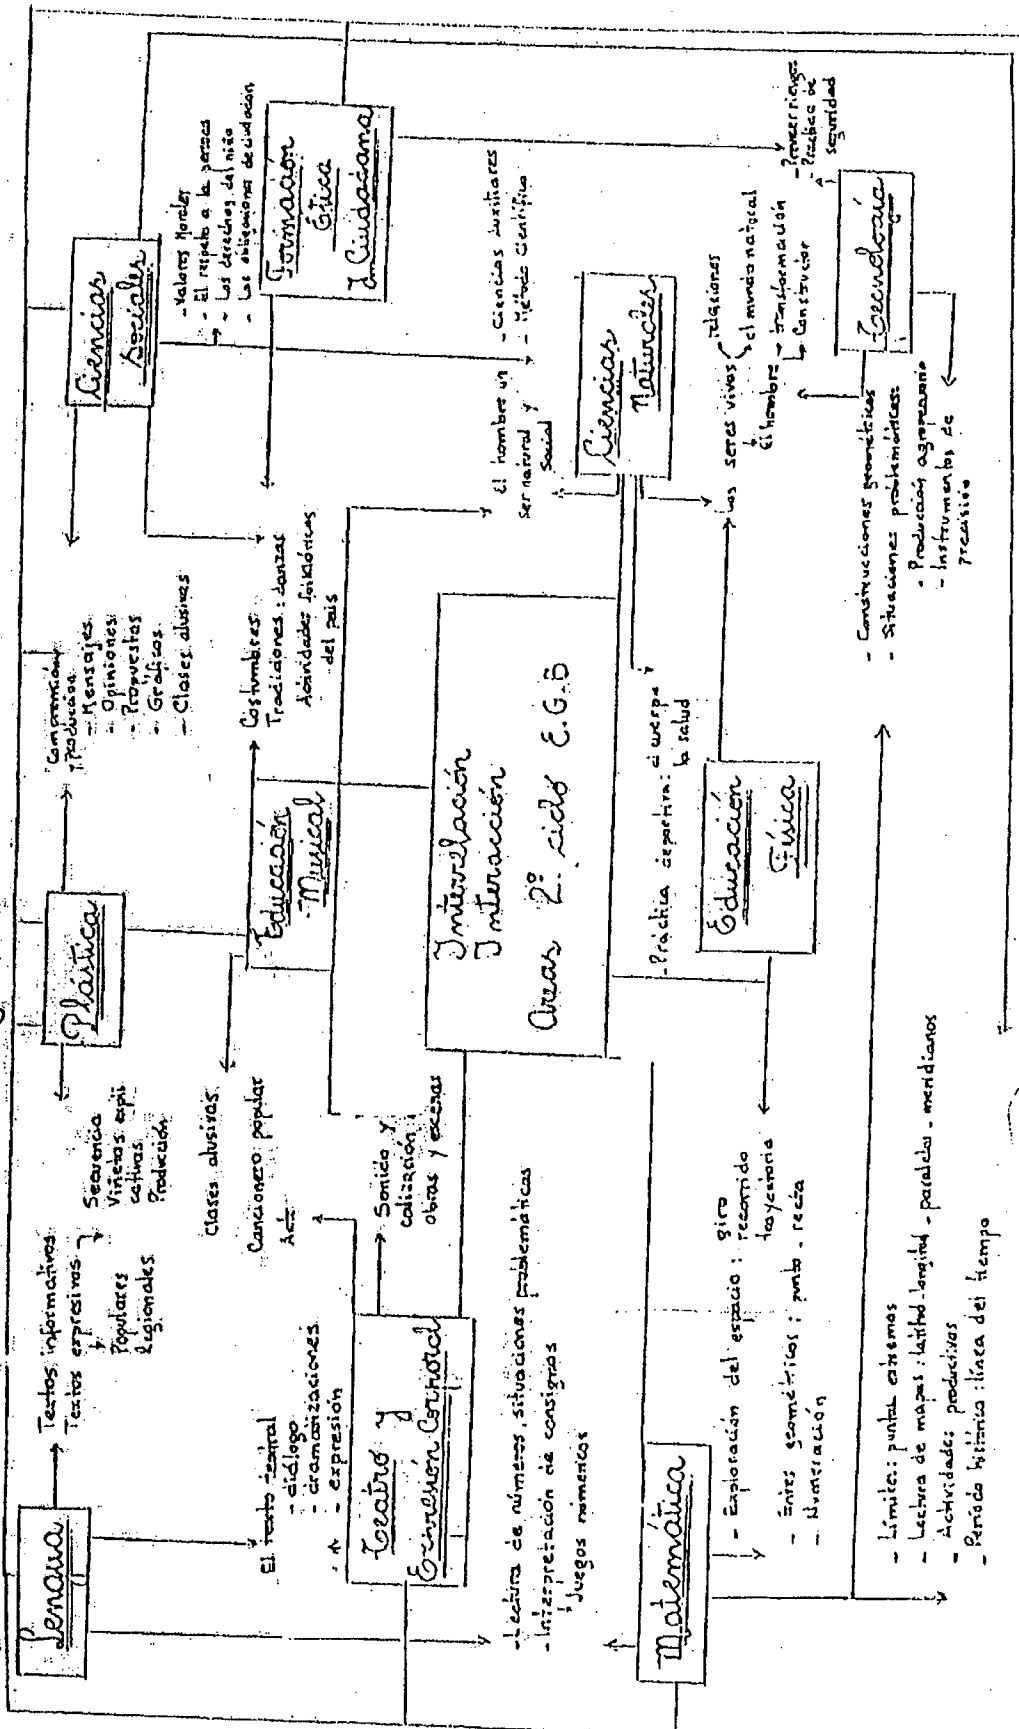 Lengua
Textos informativos
Textos expresivos
Populares
Regionales
El texto teatral
- diálogo
- dramatizaciones
- expresión
Plástica
Secuencia
Viñetas expli
cativas
Producción
Comprensión
y Producción
- Mensajes
- Opiniones
- Propuestas
- Gráficos
- Clases alusivas
Ciencias
Sociales
- Valores Morales
- El respeto a la persona
- Los derechos del niño
- Las obligaciones de ciudadano
Formación
Ética
y Ciudadana
Clases alusivas
Cancionero popular
Educación
Musical
Costumbres
Tradiciones: danzas
Actividades folklóricas
del país
Teatro y
Expresión Corporal
- Sonido y
obras y escenas
- Lectura de números, situaciones problemáticas
- Interpretación de consignas
Juegos numéricos
Interrelación
Interacción
Areas 2º ciclo E.G.B
El hombre un
ser natural y
social
- Ciencias Auxiliares
- Método Científico
Ciencias
Naturales
Matemática
- Exploración del espacio: giro
recorrido
trayectoria
- Entes geométricos: punto - recta
- Numeración
- Práctica deportiva: el cuerpo
la salud
Educación
Física
Los seres vivos
relaciones
el mundo natural
El hombre
transformación
Construcción
- Prevenir riesgos
- Práctica de
seguridad
Tecnología
- Construcciones geométricas
- Situaciones problemáticas:
- Producción agropecuaria
- Instrumentos de
precisión
- Límites: puntos extremos
- Lectura de mapas: latitud - longitud - paralelos - meridianos
- Actividades productivas
- Período histórico: línea del tiempo